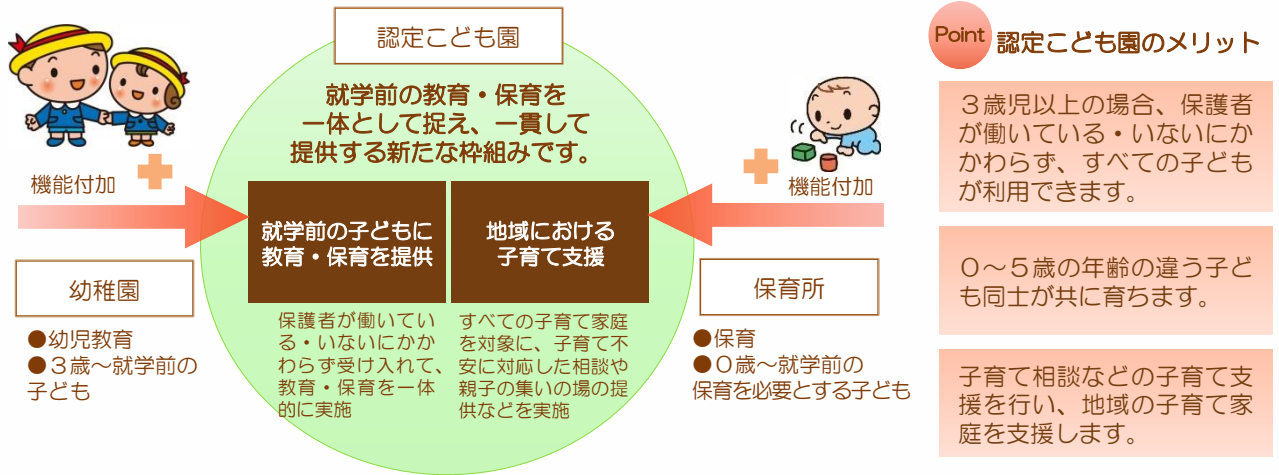 認定こども園
就学前の教育・保育を
一体として捉え、一貫して
提供する新たな枠組みです。
機能付加
幼稚園
●幼児教育
●３歳～就学前の
子ども
就学前の子どもに
教育・保育を提供
保護者が働いてい
る・いないにかか
わらず受け入れて、
教育・保育を一体
的に実施
地域における
子育て支援
すべての子育て家庭
を対象に、子育て不
安に対応した相談や
親子の集いの場の提
供などを実施
機能付加
保育所
●保育
●０歳～就学前の
保育を必要とする子ども
Point 認定こども園のメリット
３歳児以上の場合、保護者
が働いている・いないにか
かわらず、すべての子ども
が利用できます。
０～５歳の年齢の違う子ど
も同士が共に育ちます。
子育て相談などの子育て支
援を行い、地域の子育て家
庭を支援します。